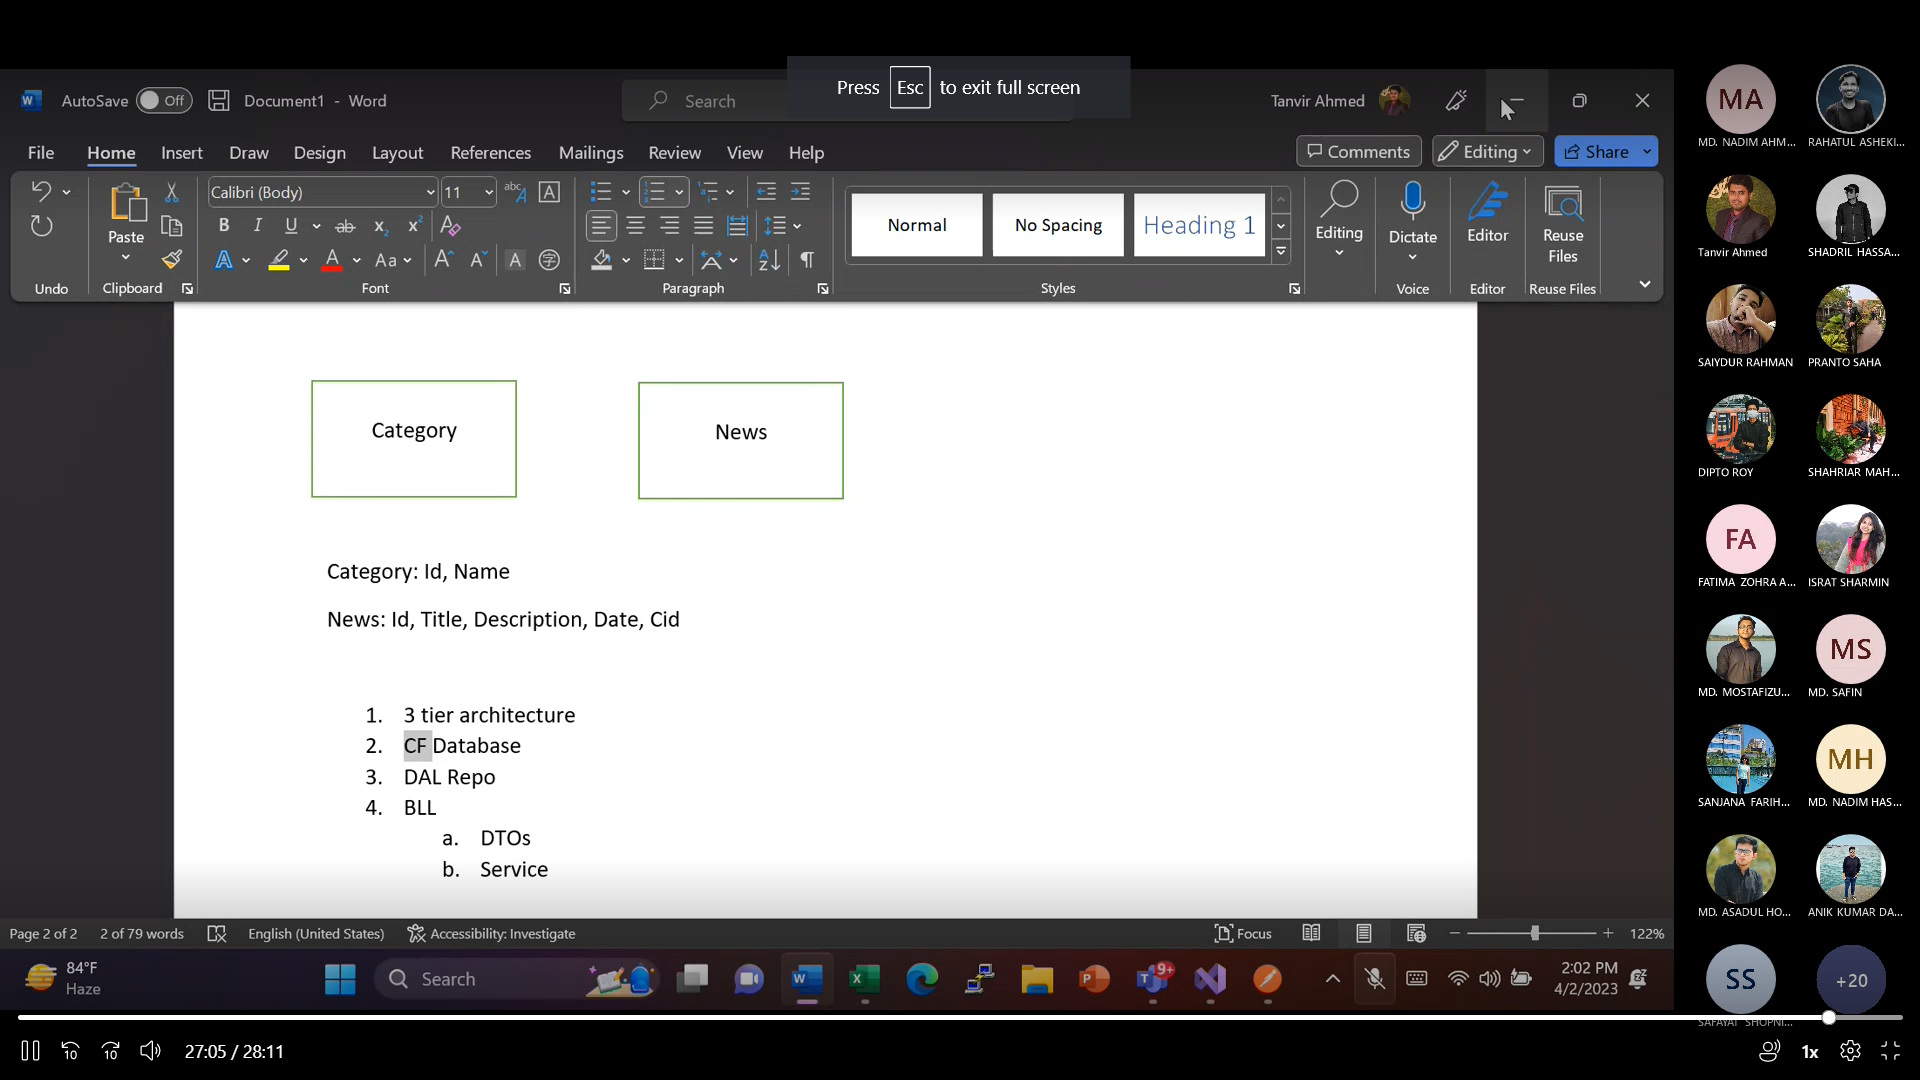 Press Esc to exit full screen
AutoSave Off Document1 - Word Search Tanvir Ahmed
File Home Insert Draw Design Layout References Mailings Review View Help Comments Editing Share
Calibri (Body) 11
Paste
Normal No Spacing Heading 1
Editing Dictate Editor Reuse Files
Undo Clipboard Font Paragraph Styles Voice Editor Reuse Files
Category News
Category: Id, Name
News: Id, Title, Description, Date, Cid
1. 3 tier architecture
2. CF Database
3. DAL Repo
4. BLL
a. DTOs
b. Service
Page 2 of 2 2 of 79 words English (United States) Accessibility: Investigate Focus 122%
84°F
Haze
Search
9+
2:02 PM
4/2/2023
MA
MD. NADIM AHM... RAHATUL ASHEKI...
Tanvir Ahmed SHADRIL HASSA...
SAIYDUR RAHMAN PRANTO SAHA
DIPTO ROY SHAHRIAR MAH...
FA
FATIMA ZOHRA A... ISRAT SHARMIN
MS
MD. MOSTAFIZU... MD. SAFIN
MH
SANJANA FARIH... MD. NADIM HAS...
MD. ASADUL HO... ANIK KUMAR DA...
SS +20
SAFAYAT SHOPNI...
10 10 27:05 / 28:11 1x